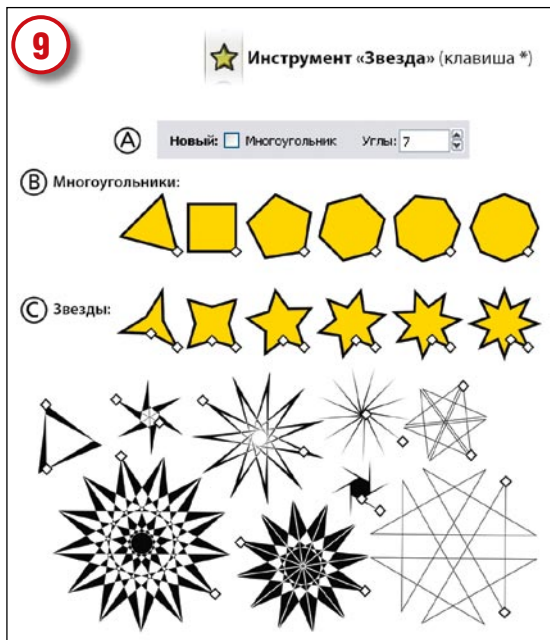 9
Инструмент «Звезда» (клавиша *)
A Новый: Многоугольник Углы: 7
B Многоугольники:
C Звезды: